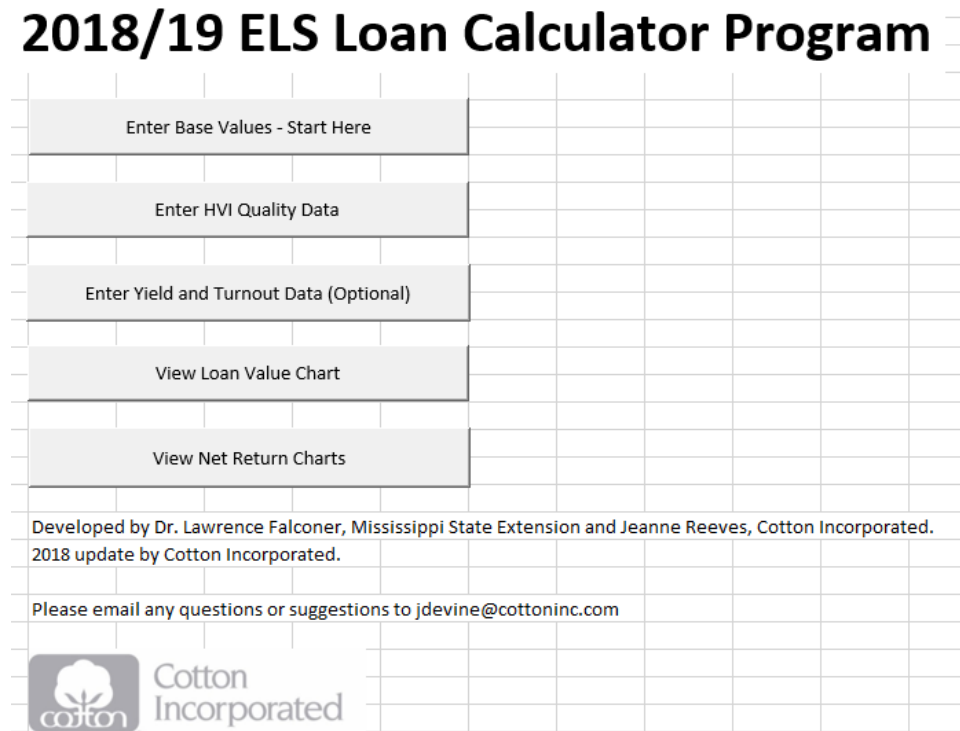 2018/19 ELS Loan Calculator Program
Enter Base Values - Start Here
Enter HVI Quality Data
Enter Yield and Turnout Data (Optional)
View Loan Value Chart
View Net Return Charts
Developed by Dr. Lawrence Falconer, Mississippi State Extension and Jeanne Reeves, Cotton Incorporated.
2018 update by Cotton Incorporated.
Please email any questions or suggestions to jdevine@cottoninc.com
cotton
Cotton
Incorporated